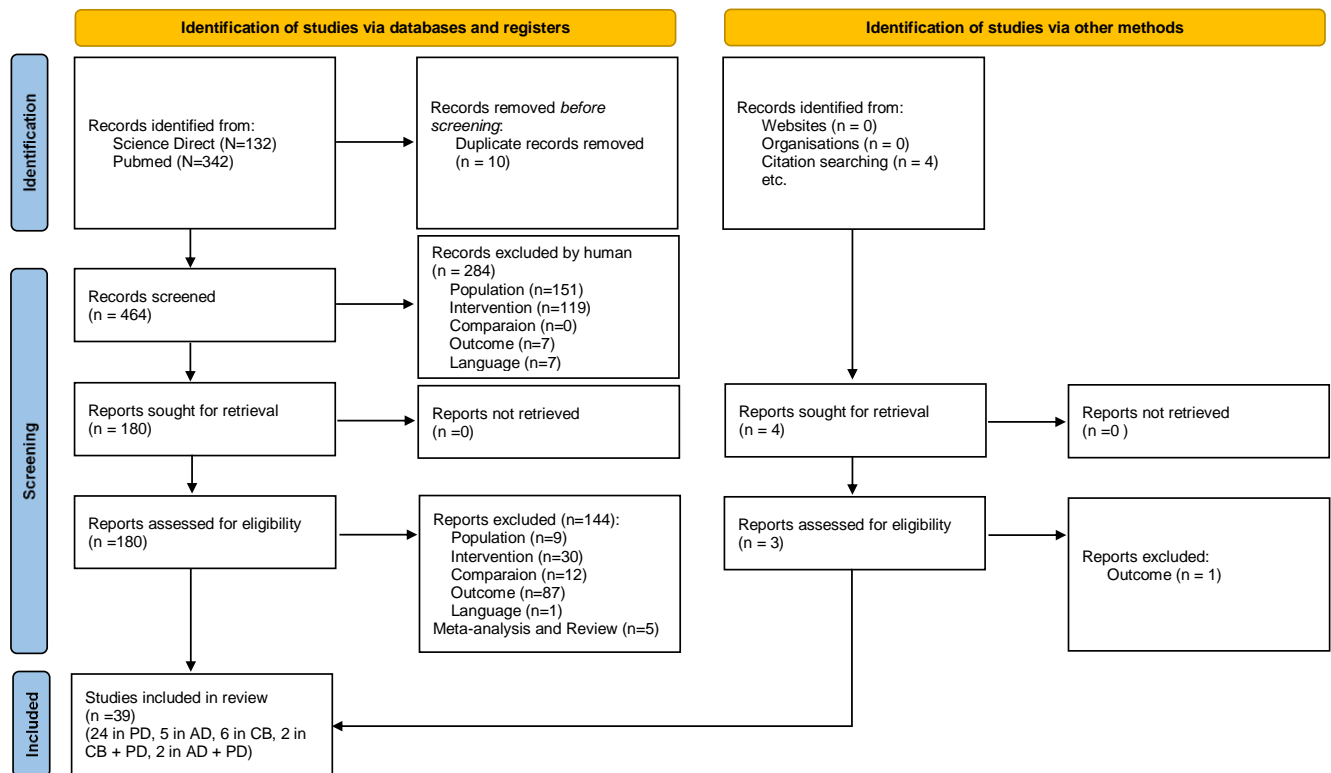 Identification of studies via databases and registers
Identification of studies via other methods
Identification
Records identified from:
Science Direct (N=132)
Pubmed (N=342)
Records removed before
screening:
Duplicate records removed
(n = 10)
Records identified from:
Websites (n = 0)
Organisations (n = 0)
Citation searching (n = 4)
etc.
Screening
Records screened
(n = 464)
Records excluded by human
(n = 284)
Population (n=151)
Intervention (n=119)
Comparaion (n=0)
Outcome (n=7)
Language (n=7)
Reports sought for retrieval
(n = 180)
Reports not retrieved
(n =0)
Reports sought for retrieval
(n = 4)
Reports not retrieved
(n =0 )
Reports assessed for eligibility
(n =180)
Reports excluded (n=144):
Population (n=9)
Intervention (n=30)
Comparaion (n=12)
Outcome (n=87)
Language (n=1)
Meta-analysis and Review (n=5)
Reports assessed for eligibility
(n = 3)
Reports excluded:
Outcome (n = 1)
Included
Studies included in review
(n =39)
(24 in PD, 5 in AD, 6 in CB, 2 in
CB + PD, 2 in AD + PD)